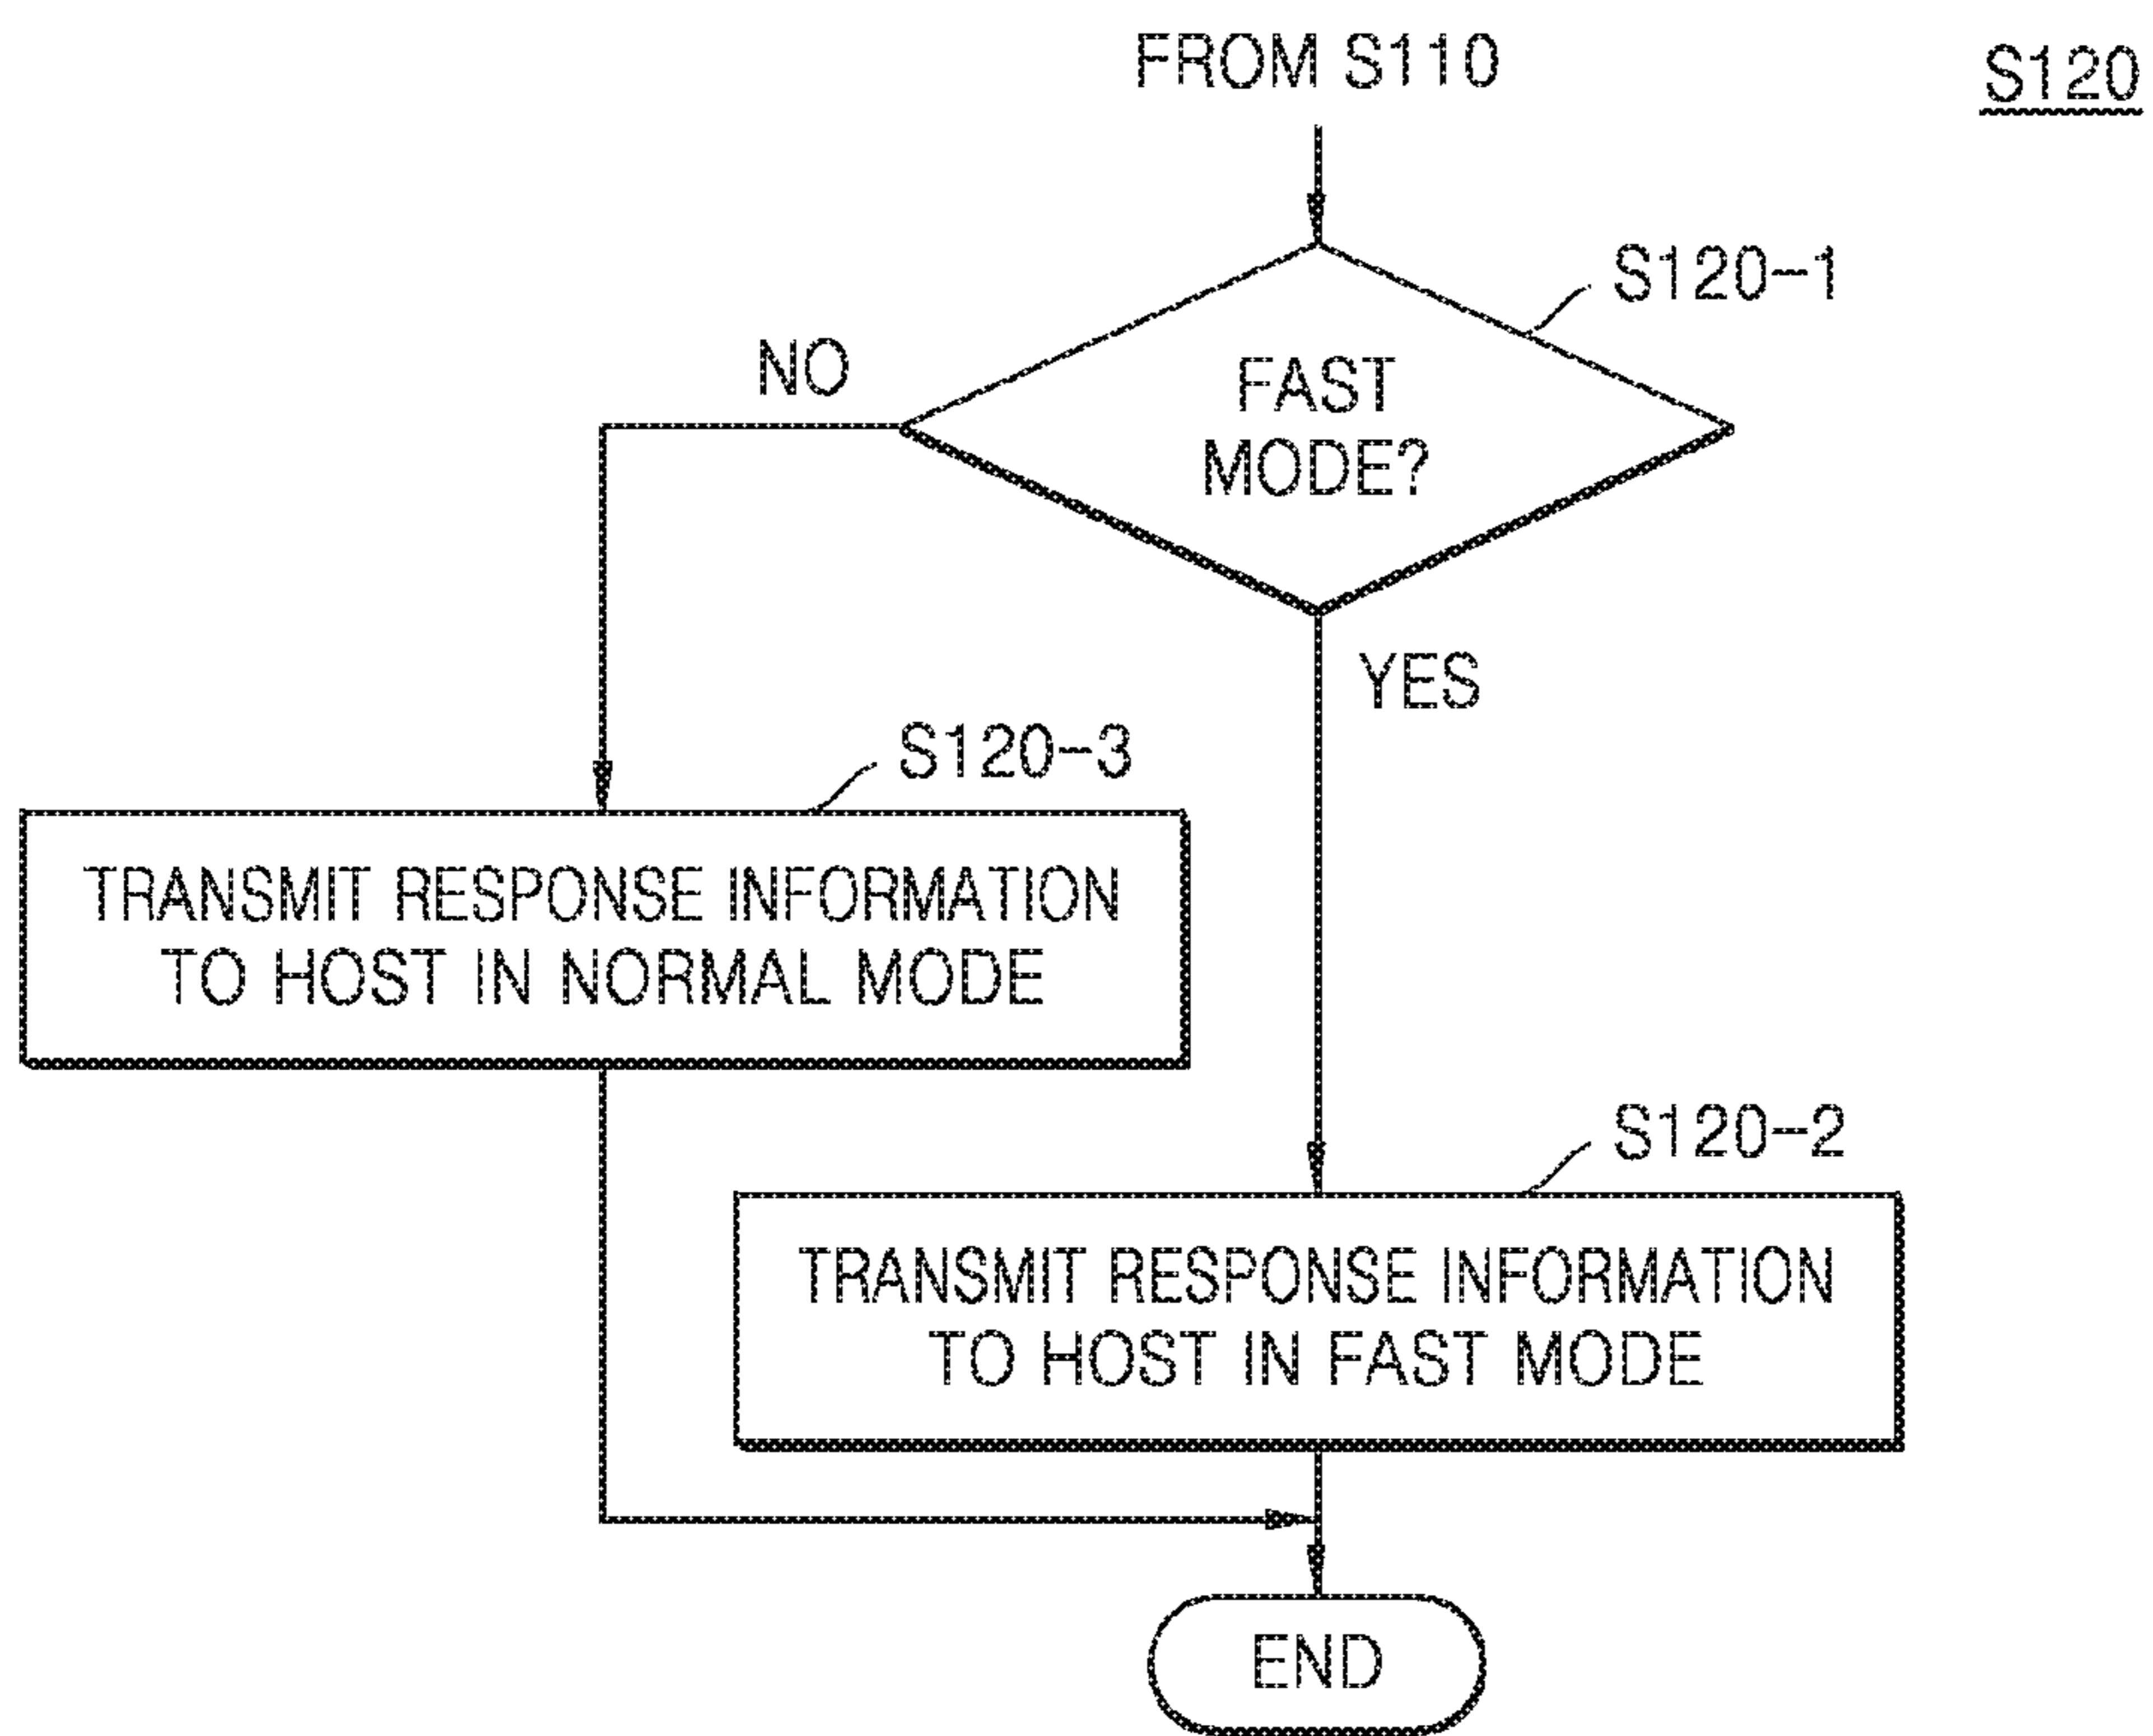 FROM S110
S120
S120-1
FAST
MODE?
NO
YES
S120-3
TRANSMIT RESPONSE INFORMATION
TO HOST IN NORMAL MODE
S120-2
TRANSMIT RESPONSE INFORMATION
TO HOST IN FAST MODE
END